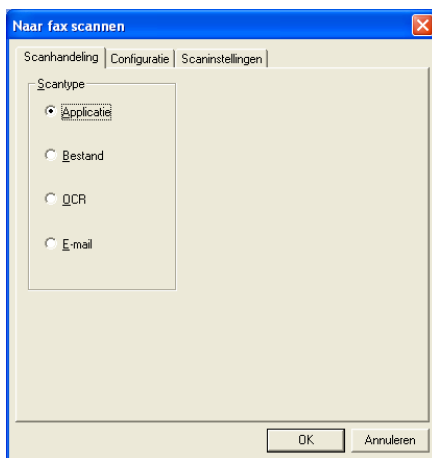 Naar fax scannen
Scanhandeling Configuratie Scaninstellingen
Scantype
Applicatie
Bestand
OCR
E-mail
OK Annuleren